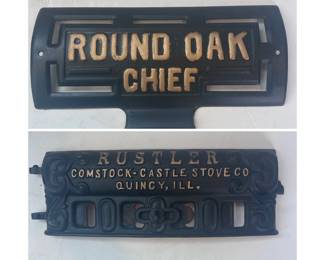 ROUND OAK
CHIEF
RUSTLER
COMSTOCK-CASTLE STOVE CO
QUINCY, ILL.